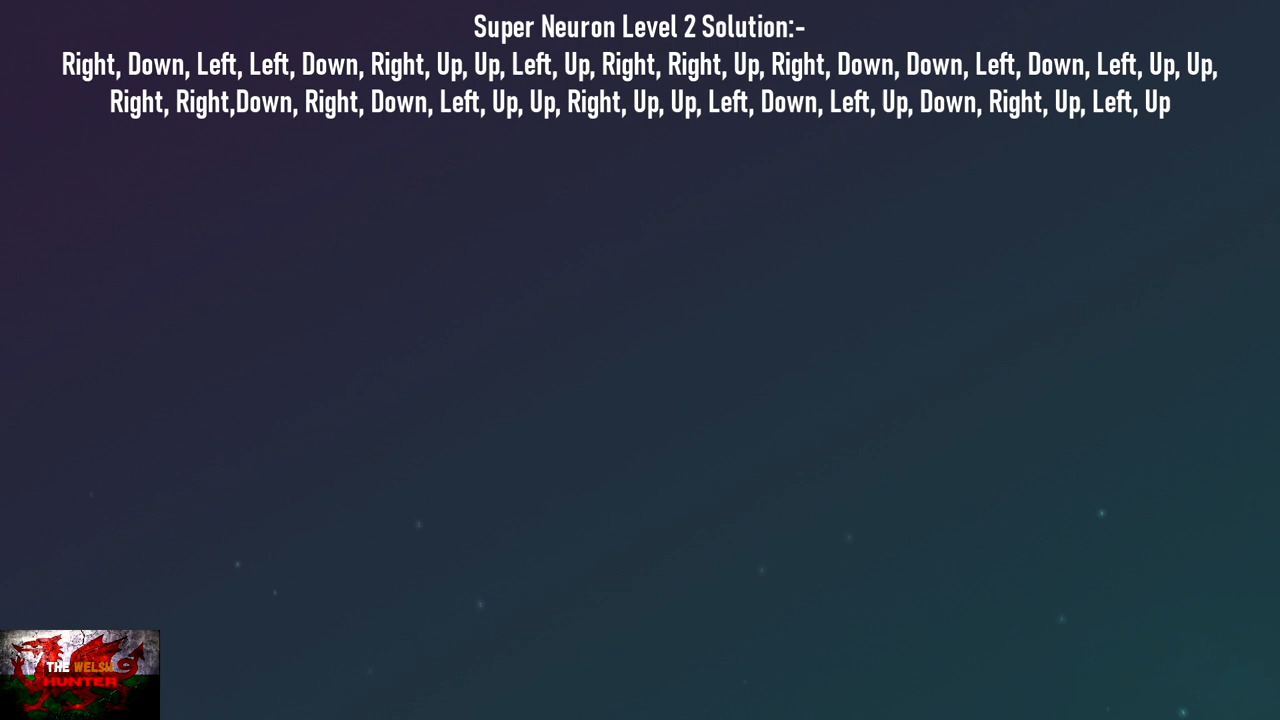 Super Neuron Level 2 Solution:-
Right, Down, Left, Left, Down, Right, Up, Up, Left, Up, Right, Right, Up, Right, Down, Down, Left, Down, Left, Up, Up,
Right, Right,Down, Right, Down, Left, Up, Up, Right, Up, Up, Left, Down, Left, Up, Down, Right, Up, Left, Up
THE WELSH
HUNTER